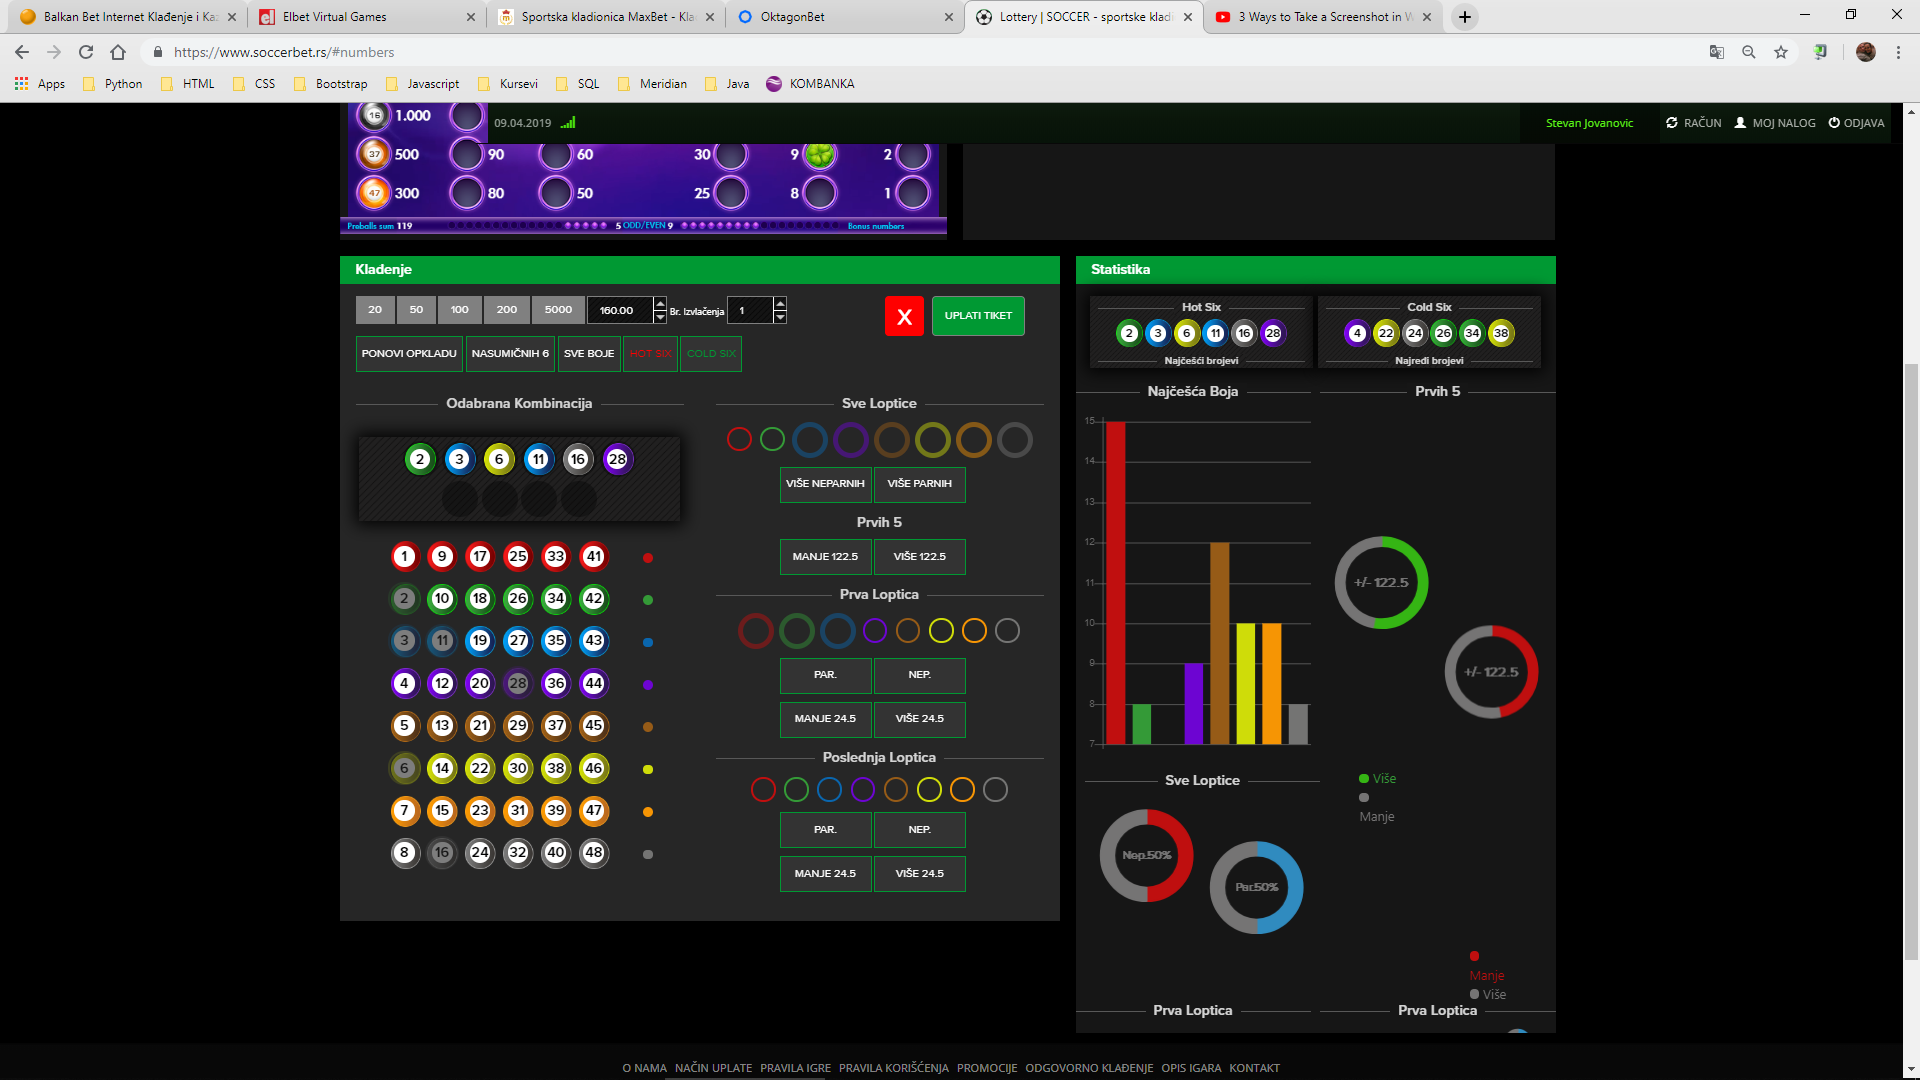 Balkan Bet Internet Klađenje i Kaz
Elbet Virtual Games
Sportska kladionica MaxBet - Kla
OktagonBet
Lottery | SOCCER - sportske kladi
3 Ways to Take a Screenshot in W
https://www.soccerbet.rs/#numbers
Apps Python HTML CSS Bootstrap Javascript Kursevi SQL Meridian Java KOMBANKA
09.04.2019
Stevan Jovanovic RAČUN MOJ NALOG ODJAVA
16 1.000
37 500 90 60 30 9 2
47 300 80 50 25 8 1
Preballs sum 119 5 ODD/EVEN 9 Bonus numbers
Klađenje
20 50 100 200 5000 160.00 Br. Izvlačenja 1
X UPLATI TIKET
PONOVI OPKLADU NASUMIČNIH 6 SVE BOJE HOT SIX COLD SIX
Odabrana Kombinacija
2 3 6 11 16 28
1 9 17 25 33 41
2 10 18 26 34 42
3 11 19 27 35 43
4 12 20 28 36 44
5 13 21 29 37 45
6 14 22 30 38 46
7 15 23 31 39 47
8 16 24 32 40 48
Sve Loptice
VIŠE NEPARNIH VIŠE PARNIH
Prvih 5
MANJE 122.5 VIŠE 122.5
Prva Loptica
PAR. NEP.
MANJE 24.5 VIŠE 24.5
Poslednja Loptica
PAR. NEP.
MANJE 24.5 VIŠE 24.5
Statistika
Hot Six
2 3 6 11 16 28
Najčešći brojevi
Cold Six
4 22 24 26 34 38
Najređi brojevi
Najčešća Boja
15
14
13
12
11
10
9
8
7
Prvih 5
+/- 122.5
+/- 122.5
Više
Manje
Sve Loptice
Nep.50%
Par.50%
Manje
Više
Prva Loptica
Prva Loptica
O NAMA NAČIN UPLATE PRAVILA IGRE PRAVILA KORIŠĆENJA PROMOCIJE ODGOVORNO KLAĐENJE OPIS IGARA KONTAKT